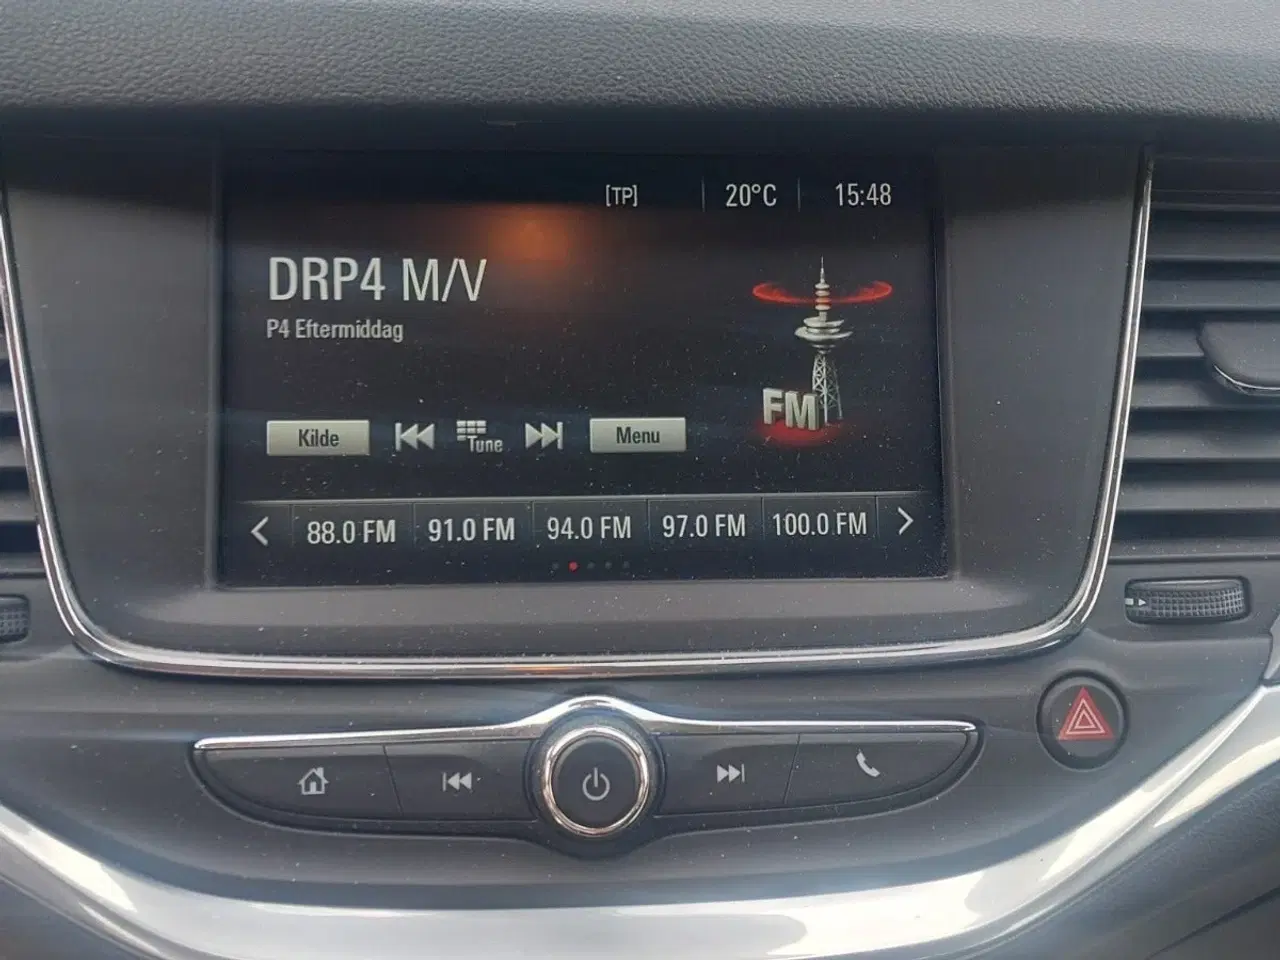 [TP] 20°C 15:48
DRP4 M/V
P4 Eftermiddag
FM
Kilde Tune Menu
88.0 FM 91.0 FM 94.0 FM 97.0 FM 100.0 FM